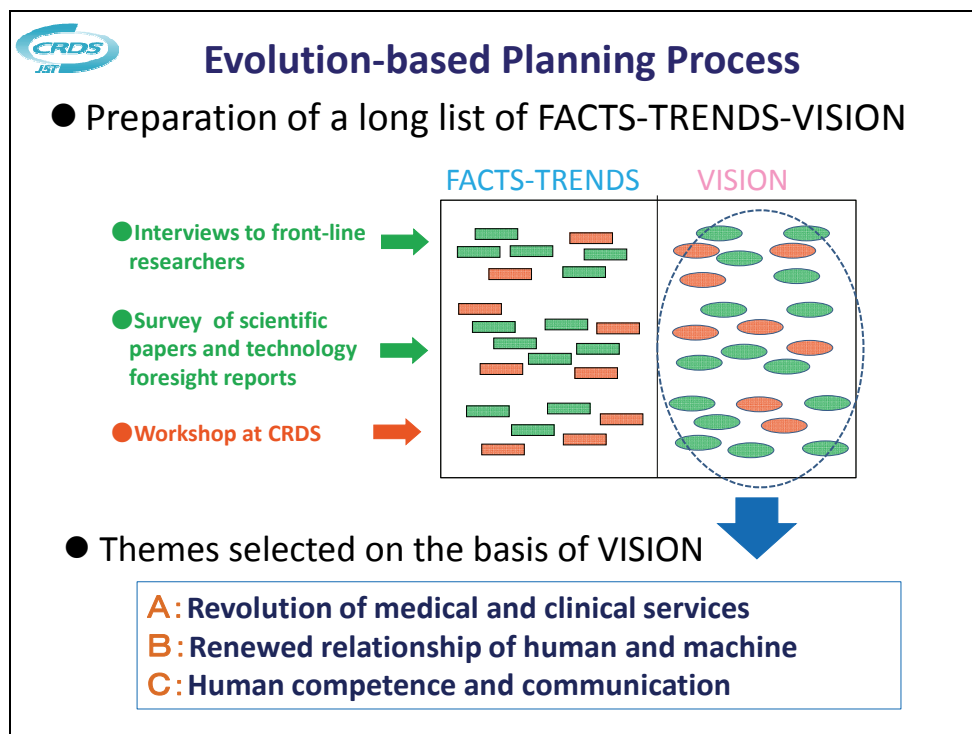 CRDS
JST
Evolution-based Planning Process
● Preparation of a long list of FACTS-TRENDS-VISION
FACTS-TRENDS
VISION
●Interviews to front-line
researchers
●Survey of scientific
papers and technology
foresight reports
●Workshop at CRDS
● Themes selected on the basis of VISION
A:Revolution of medical and clinical services
B:Renewed relationship of human and machine
C:Human competence and communication